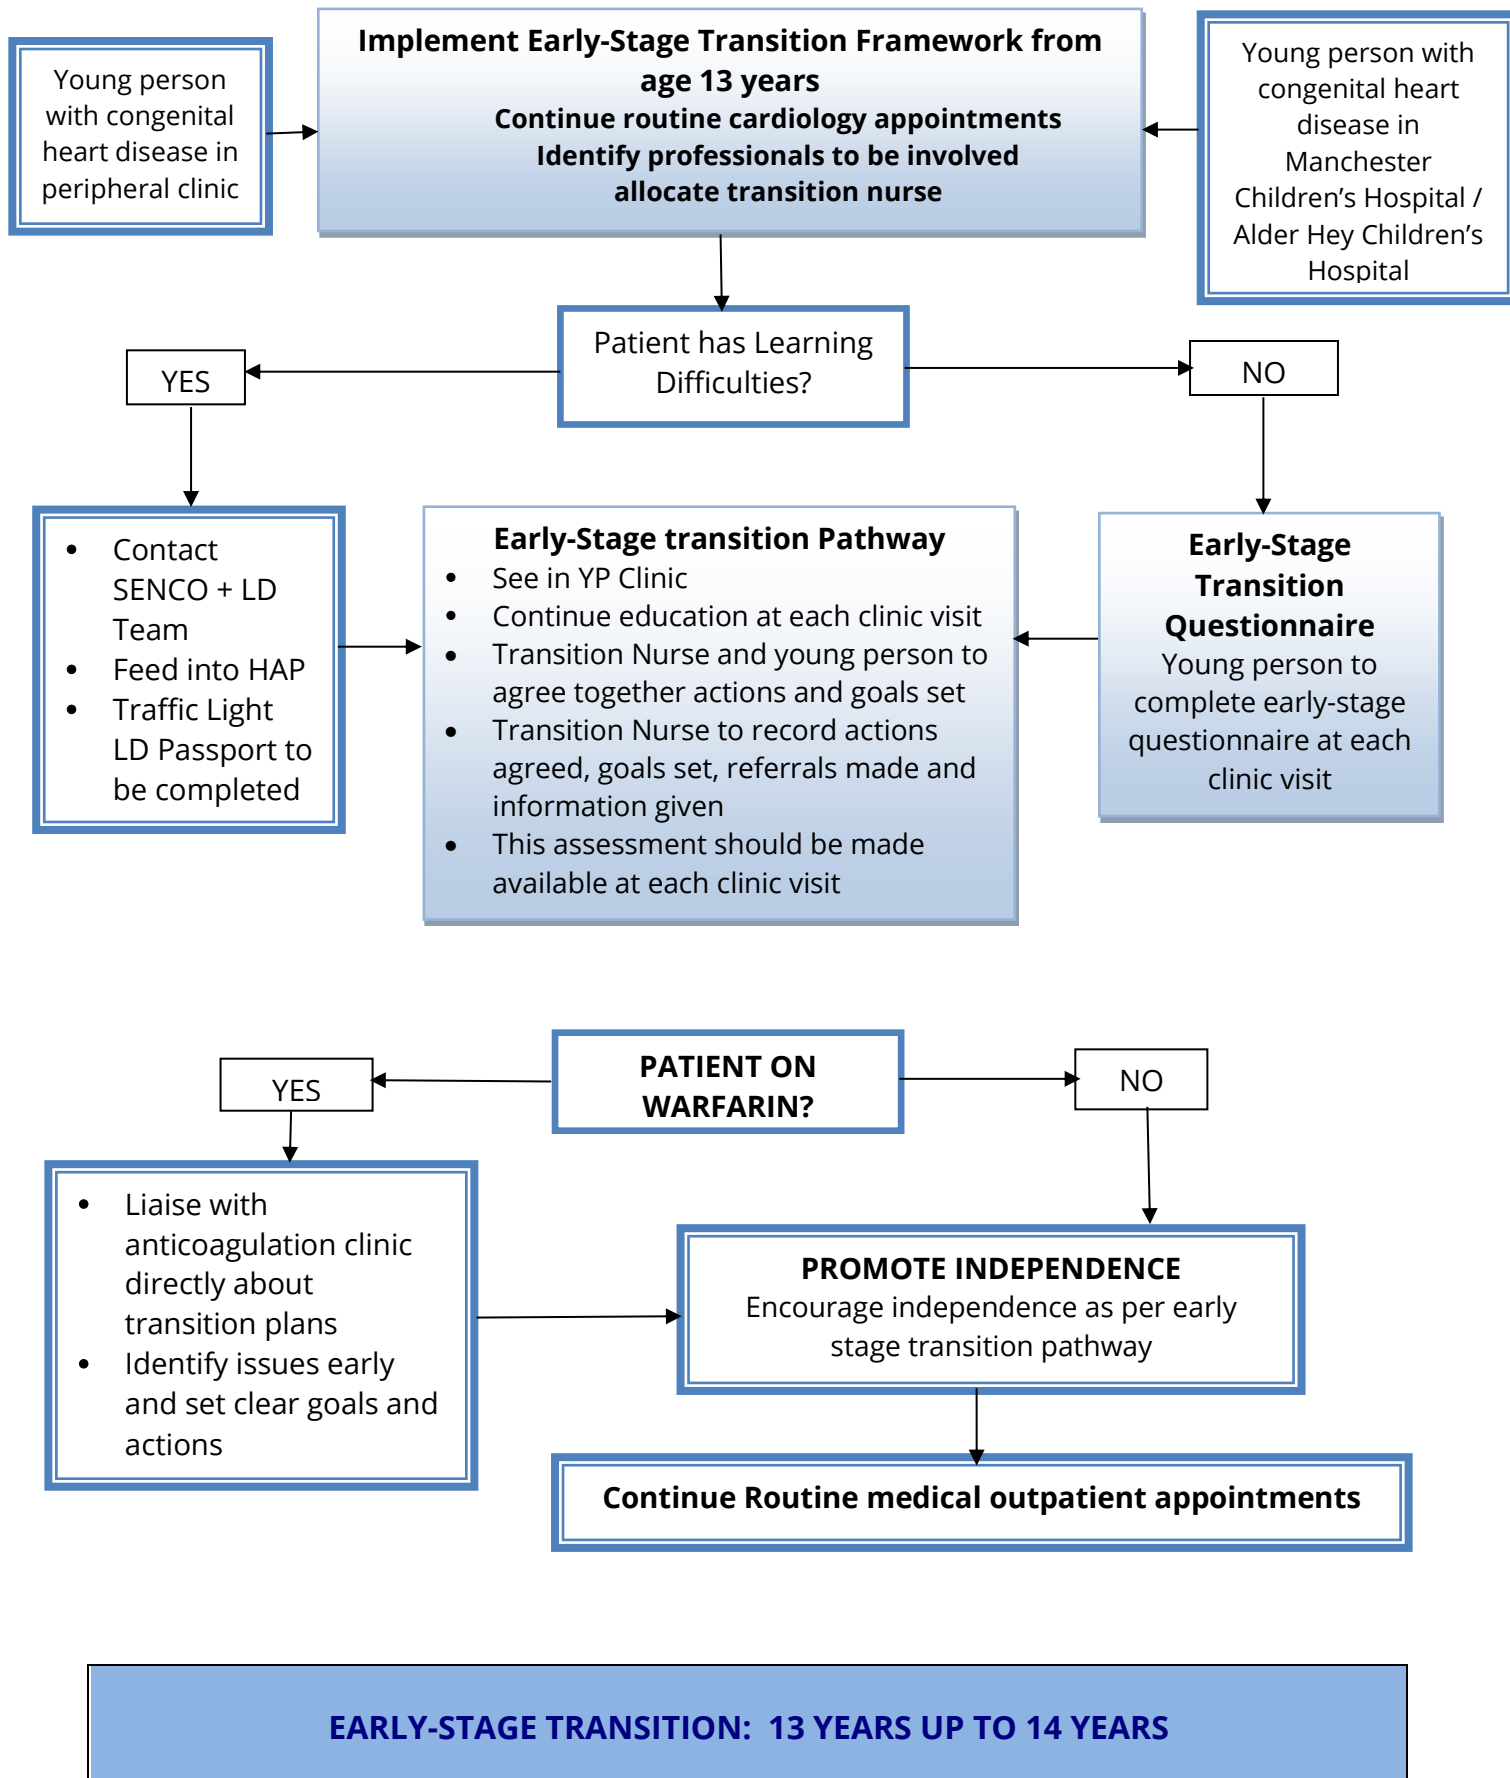 Young person
with congenital
heart disease in
peripheral clinic
Implement Early-Stage Transition Framework from
age 13 years
Continue routine cardiology appointments
Identify professionals to be involved
allocate transition nurse
Young person with
congenital heart
disease in
Manchester
Children’s Hospital /
Alder Hey Children’s
Hospital
Patient has Learning
Difficulties?
YES
NO
• Contact
SENCO + LD
Team
• Feed into HAP
• Traffic Light
LD Passport to
be completed
Early-Stage transition Pathway
• See in YP Clinic
• Continue education at each clinic visit
• Transition Nurse and young person to
agree together actions and goals set
• Transition Nurse to record actions
agreed, goals set, referrals made and
information given
• This assessment should be made
available at each clinic visit
Early-Stage
Transition
Questionnaire
Young person to
complete early-stage
questionnaire at each
clinic visit
PATIENT ON
WARFARIN?
YES
NO
• Liaise with
anticoagulation clinic
directly about
transition plans
• Identify issues early
and set clear goals and
actions
PROMOTE INDEPENDENCE
Encourage independence as per early
stage transition pathway
Continue Routine medical outpatient appointments
EARLY-STAGE TRANSITION: 13 YEARS UP TO 14 YEARS